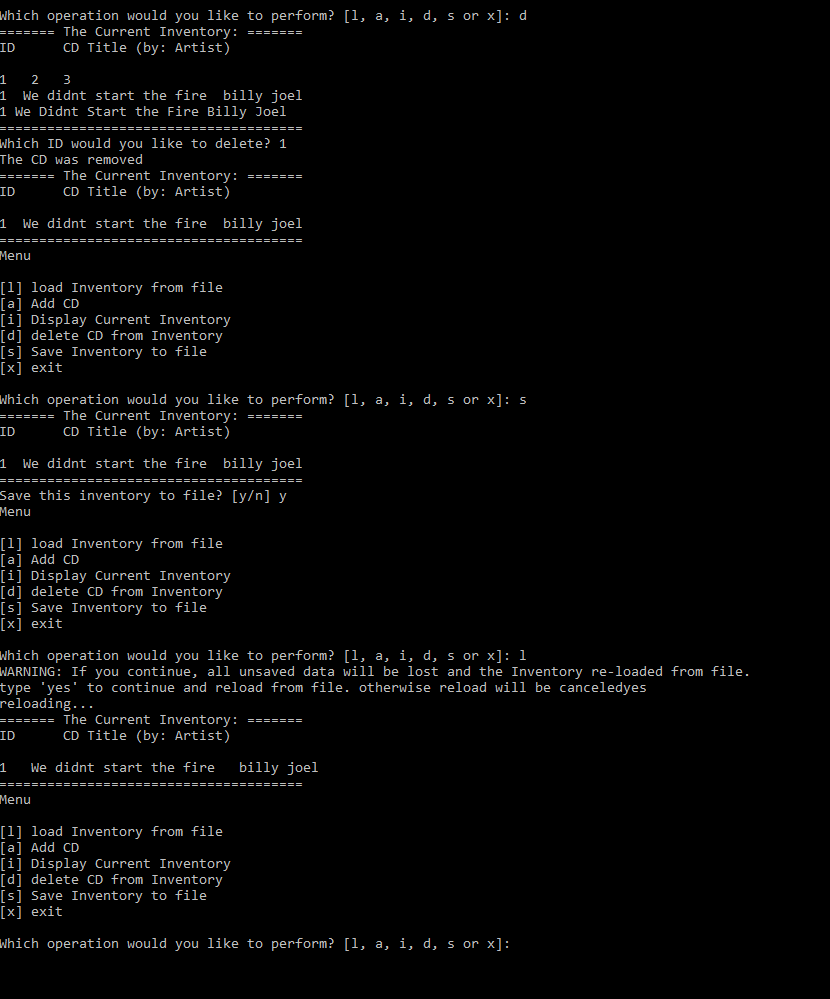 Which operation would you like to perform? [l, a, i, d, s or x]: d
======= The Current Inventory: =======
ID      CD Title (by: Artist)

1   2   3
1  We didnt start the fire  billy joel
1 We Didnt Start the Fire Billy Joel
======================================
Which ID would you like to delete? 1
The CD was removed
======= The Current Inventory: =======
ID      CD Title (by: Artist)

1  We didnt start the fire  billy joel
======================================
Menu

[l] load Inventory from file
[a] Add CD
[i] Display Current Inventory
[d] delete CD from Inventory
[s] Save Inventory to file
[x] exit

Which operation would you like to perform? [l, a, i, d, s or x]: s
======= The Current Inventory: =======
ID      CD Title (by: Artist)

1  We didnt start the fire  billy joel
======================================
Save this inventory to file? [y/n] y
Menu

[l] load Inventory from file
[a] Add CD
[i] Display Current Inventory
[d] delete CD from Inventory
[s] Save Inventory to file
[x] exit

Which operation would you like to perform? [l, a, i, d, s or x]: l
WARNING: If you continue, all unsaved data will be lost and the Inventory re-loaded from file.
type 'yes' to continue and reload from file. otherwise reload will be canceledyes
reloading...
======= The Current Inventory: =======
ID      CD Title (by: Artist)

1   We didnt start the fire   billy joel
======================================
Menu

[l] load Inventory from file
[a] Add CD
[i] Display Current Inventory
[d] delete CD from Inventory
[s] Save Inventory to file
[x] exit

Which operation would you like to perform? [l, a, i, d, s or x]: